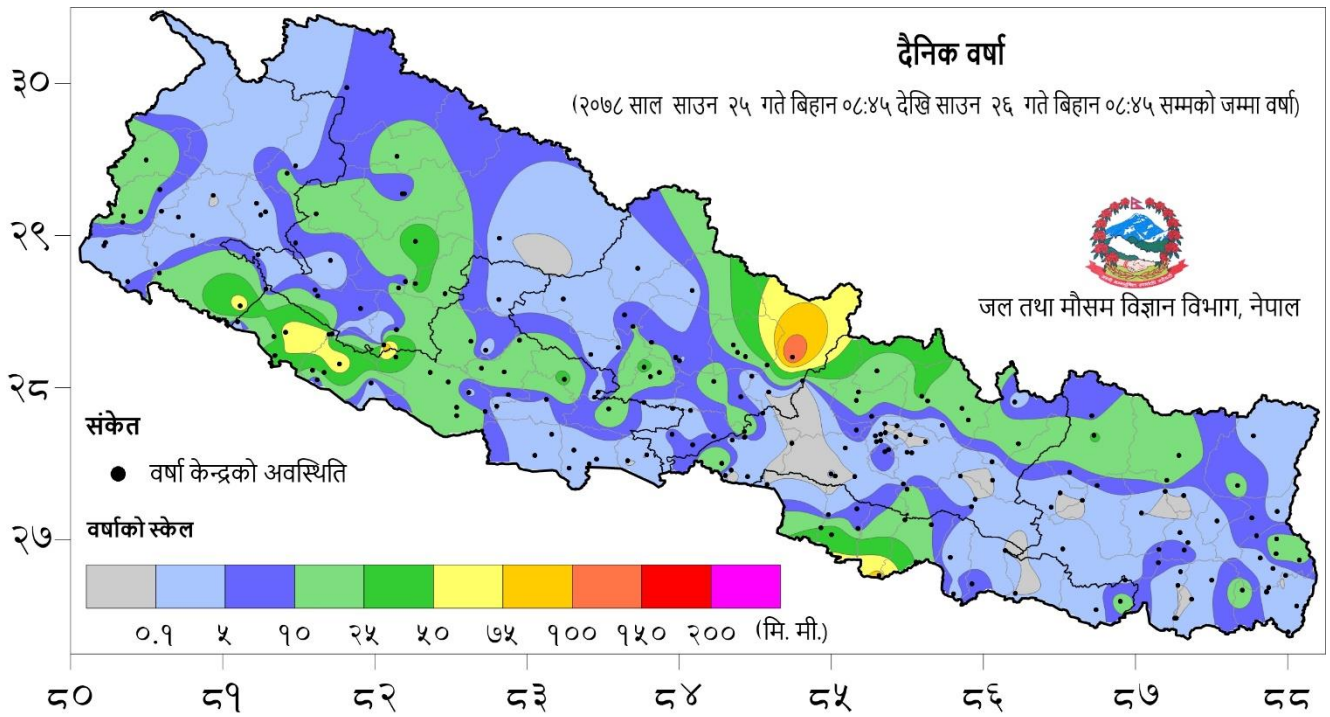 दैनिक वर्षा
(२०७८ साल साउन २५ गते बिहान ०८:४५ देखि साउन २६ गते बिहान ०८:४५ सम्मको जम्मा वर्षा)
३०
२९
२८
२७
जल तथा मौसम विज्ञान विभाग, नेपाल
संकेत
वर्षा केन्द्रको अवस्थिति
वर्षाको स्केल
०.१ ५ १० २५ ५० ७५ १०० १५० २०० (मि. मी.)
८० ८१ ८२ ८३ ८४ ८५ ८६ ८७ ८८